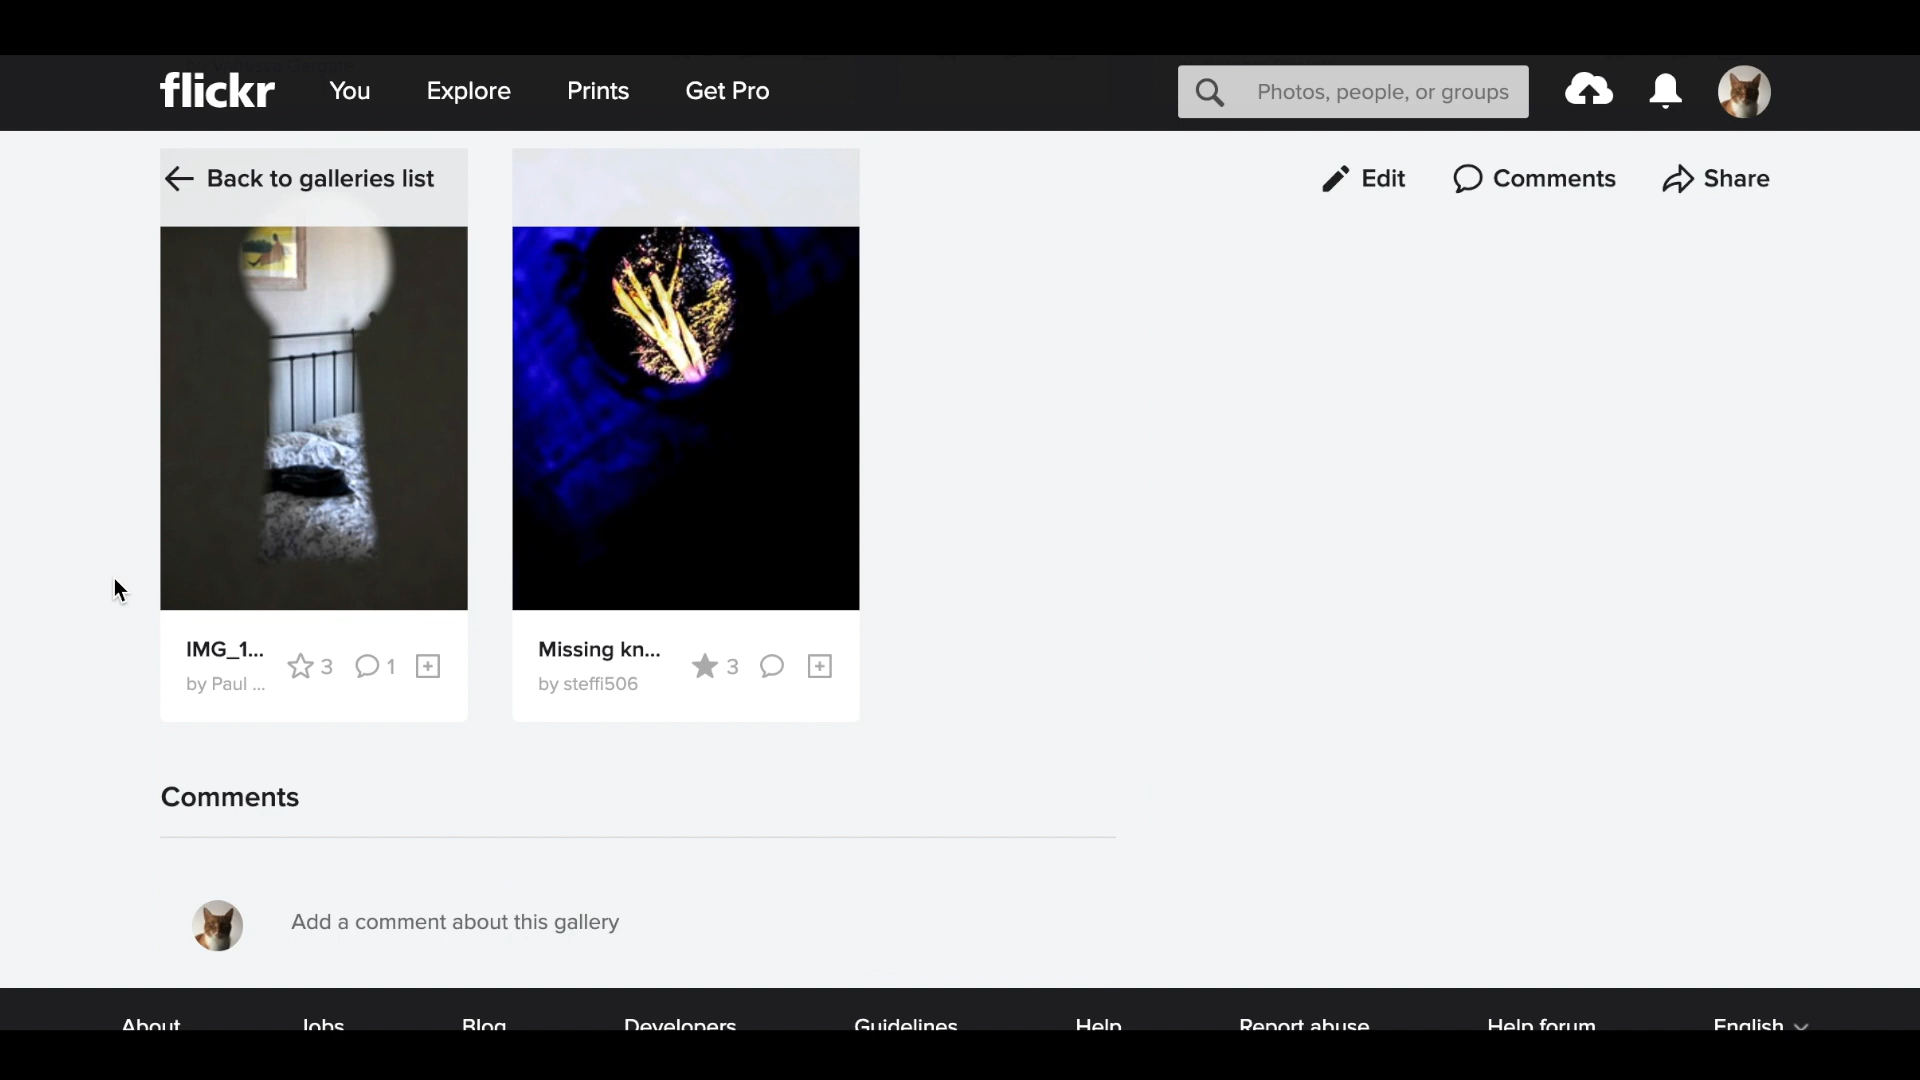 flickr
You
Explore
Prints
Get Pro
Photos, people, or groups
Back to galleries list
Edit
Comments
Share
IMG_1...
3
1
by Paul ...
Missing kn...
3
by steffi506
Comments
Add a comment about this gallery
About
Jobs
Blog
Developers
Guidelines
Help
Report abuse
Help forum
English